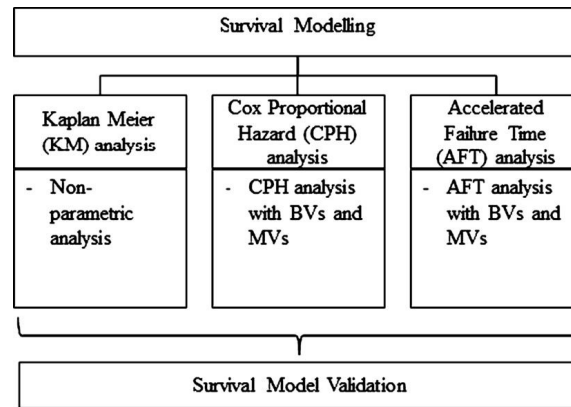 Survival Modelling
Kaplan Meier
(KM) analysis
- Non-
parametric
analysis
Cox Proportional
Hazard (CPH)
analysis
- CPH analysis
with BVs and
MVs
Accelerated
Failure Time
(AFT) analysis
- AFT analysis
with BVs and
MVs
Survival Model Validation